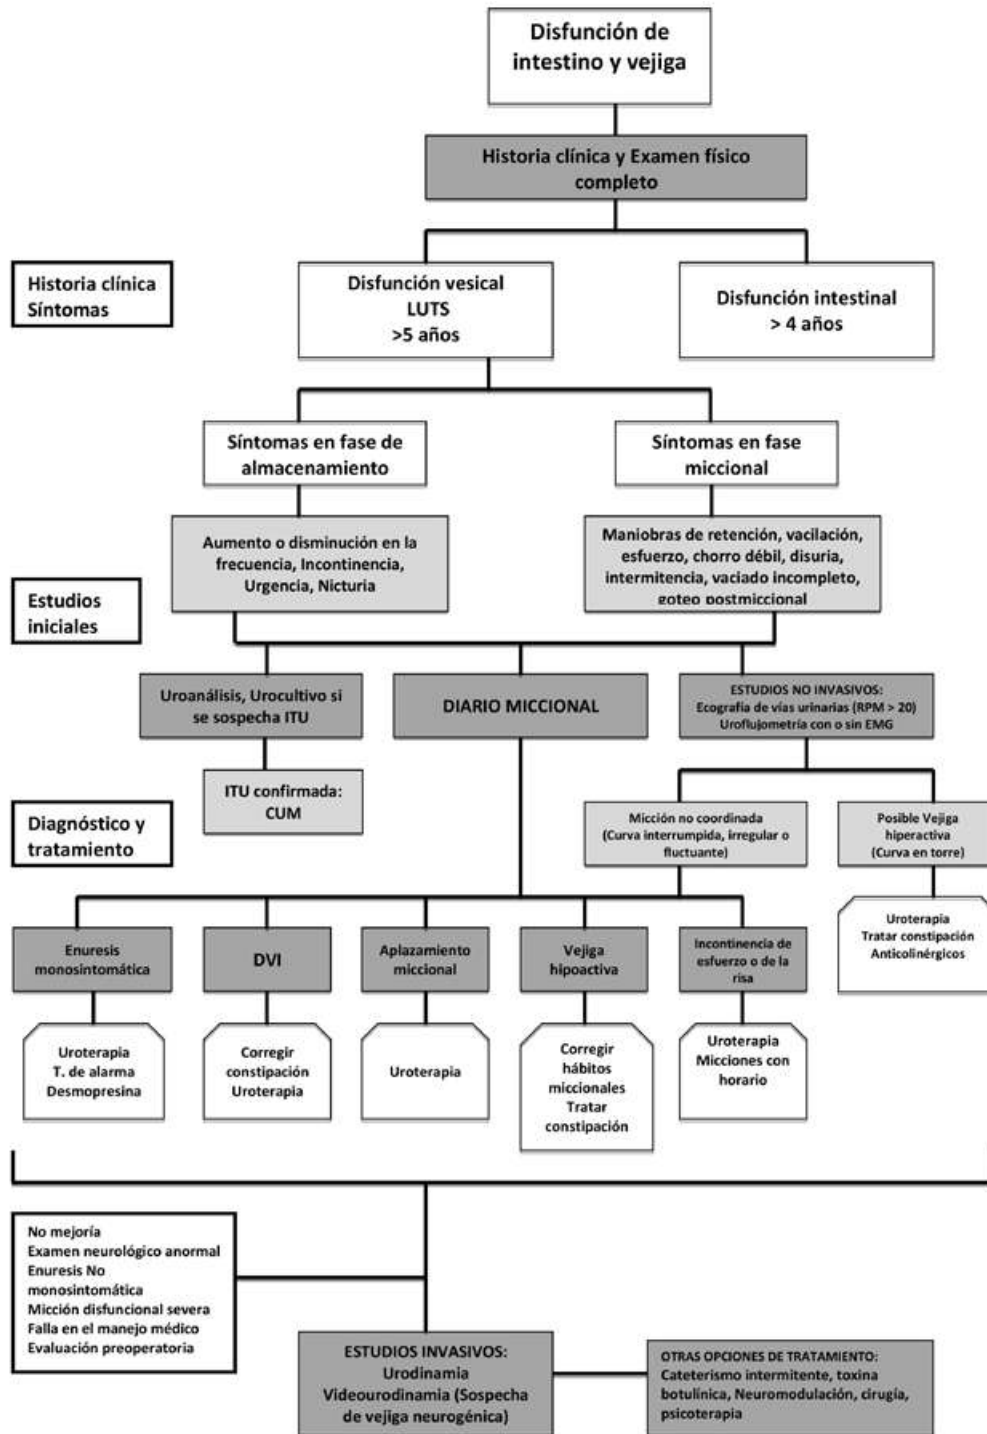 Disfunción de
intestino y vejiga
Historia clínica y Examen físico
completo
Historia clínica
Síntomas
Disfunción vesical
LUTS
>5 años
Disfunción intestinal
> 4 años
Síntomas en fase de
almacenamiento
Síntomas en fase
miccional
Aumento o disminución en la
frecuencia, Incontinencia,
Urgencia, Nicturia
Maniobras de retención, vacilación,
esfuerzo, chorro débil, disuria,
intermitencia, vaciado incompleto,
goteo postmiccional
Estudios
iniciales
Uroanálisis, Urocultivo si
se sospecha ITU
DIARIO MICCIONAL
ESTUDIOS NO INVASIVOS:
Ecografía de vías urinarias (RPM > 20)
Uroflujometría con o sin EMG
ITU confirmada:
CUM
Diagnóstico y
tratamiento
Micción no coordinada
(Curva interrumpida, irregular o
fluctuante)
Posible Vejiga
hiperactiva
(Curva en torre)
Uroterapia
Tratar constipación
Anticolinérgicos
Enuresis
monosintomática
DVI
Aplazamiento
miccional
Vejiga
hipoactiva
Incontinencia de
esfuerzo o de la
risa
Uroterapia
T. de alarma
Desmopresina
Corregir
constipación
Uroterapia
Uroterapia
Corregir
hábitos
miccionales
Tratar
constipación
Uroterapia
Micciones con
horario
No mejoría
Examen neurológico anormal
Enuresis No
monosintomática
Micción disfuncional severa
Falla en el manejo médico
Evaluación preoperatoria
ESTUDIOS INVASIVOS:
Urodinamia
Videourodinamia (Sospecha
de vejiga neurogénica)
OTRAS OPCIONES DE TRATAMIENTO:
Cateterismo intermitente, toxina
botulínica, Neuromodulación, cirugía,
psicoterapia